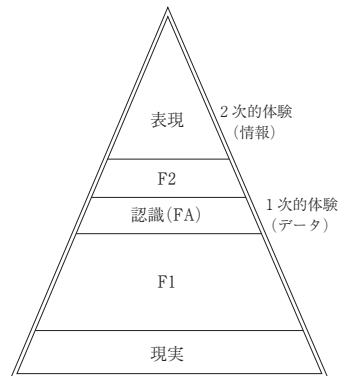 表現
2次的体験
(情報)
F2
認識(FA)
1次的体験
(データ)
F1
現実